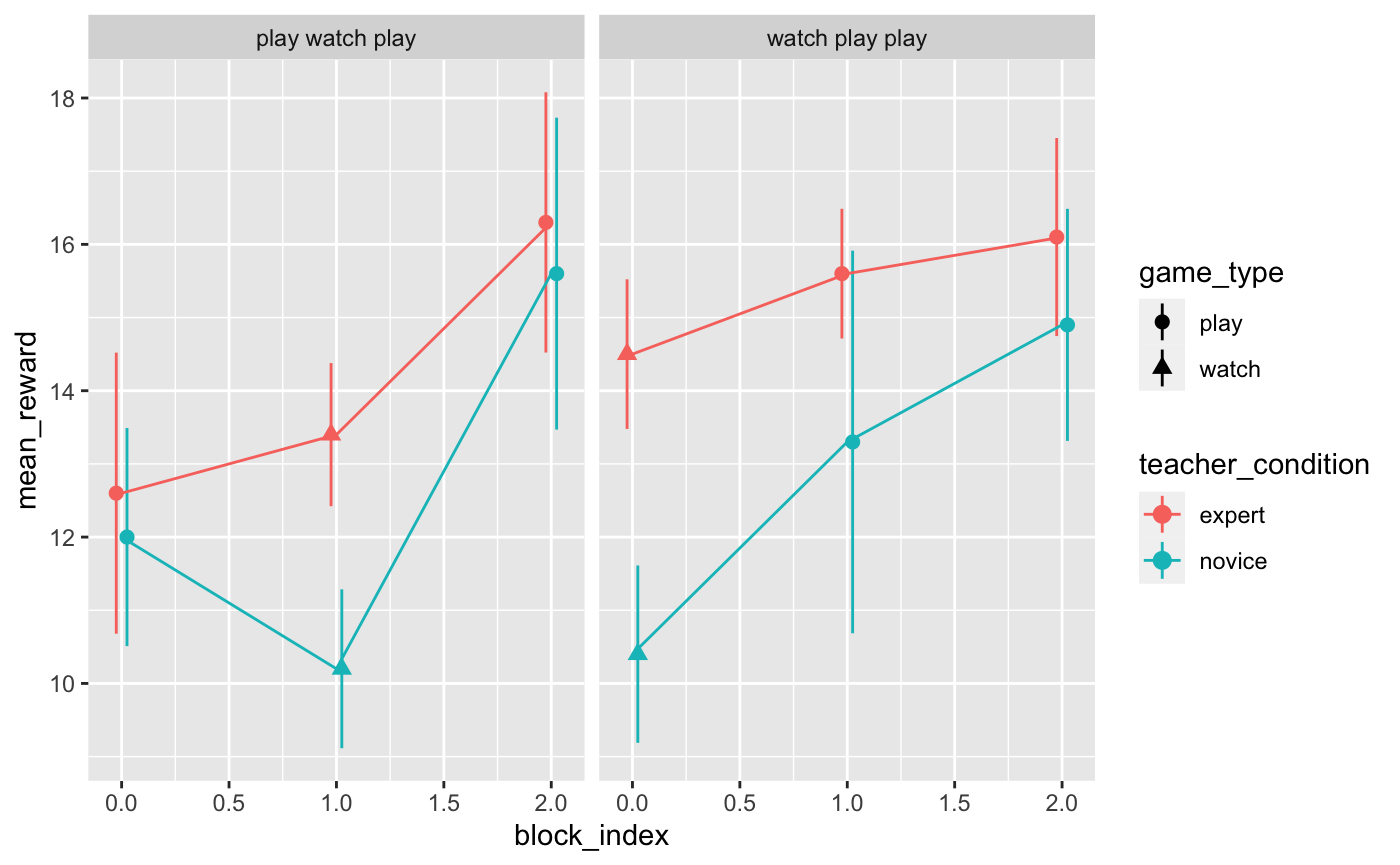 play watch play
watch play play
18
16
14
12
10
mean_reward
0.0 0.5 1.0 1.5 2.0
0.0 0.5 1.0 1.5 2.0
block_index
game_type
play
watch
teacher_condition
expert
novice